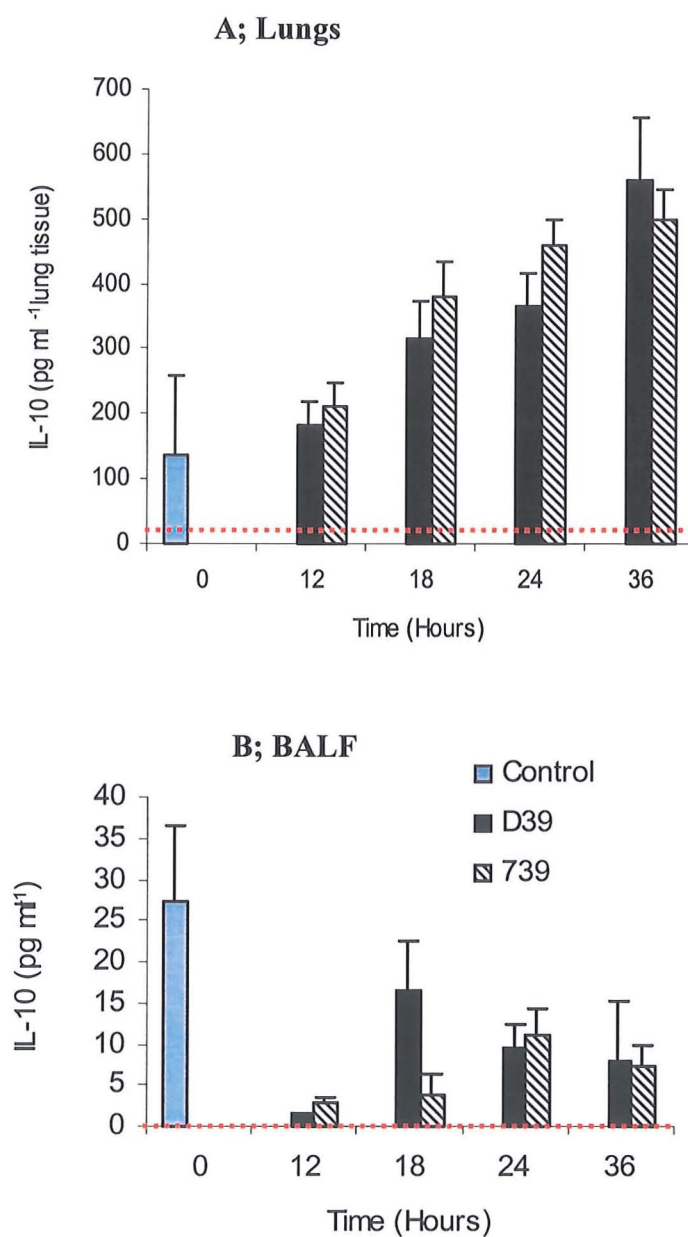 A; Lungs
700
600
500
400
300
200
100
0
IL-10 (pg ml -1 lung tissue)
0 12 18 24 36
Time (Hours)
B; BALF
Control
D39
739
40
35
30
25
20
15
10
5
0
IL-10 (pg ml-1)
0 12 18 24 36
Time (Hours)